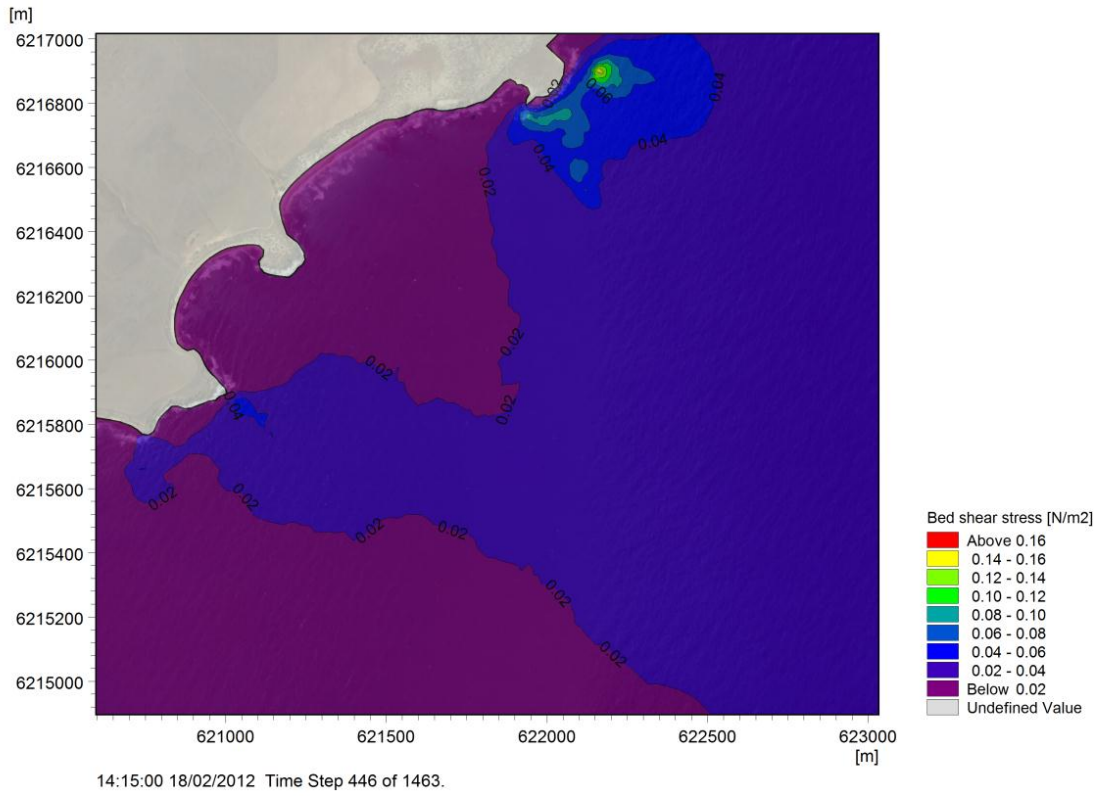 [m]
6217000
6216800
6216600
6216400
6216200
6216000
6215800
6215600
6215400
6215200
6215000
0.02
0.06
0.04
0.04
0.04
0.02
0.02
0.02
0.02
0.04
0.02
0.02
0.02
0.02
0.02
0.02
621000 621500 622000 622500 623000
[m]
Bed shear stress [N/m2]
Above 0.16
0.14 - 0.16
0.12 - 0.14
0.10 - 0.12
0.08 - 0.10
0.06 - 0.08
0.04 - 0.06
0.02 - 0.04
Below 0.02
Undefined Value
14:15:00 18/02/2012 Time Step 446 of 1463.